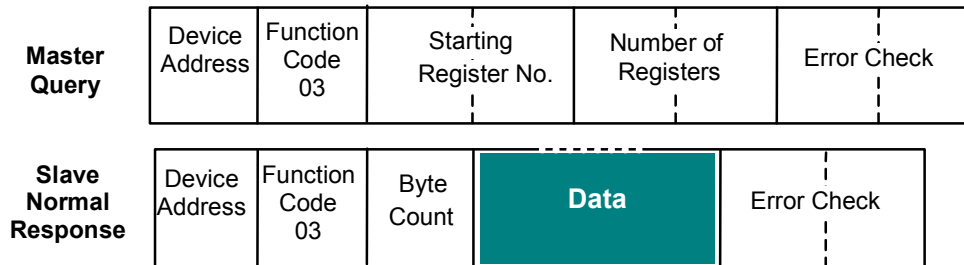 Master
Query
Device
Address
Function
Code
03
Starting
Register No.
Number of
Registers
Error Check
Slave
Normal
Response
Device
Address
Function
Code
03
Byte
Count
Data
Error Check